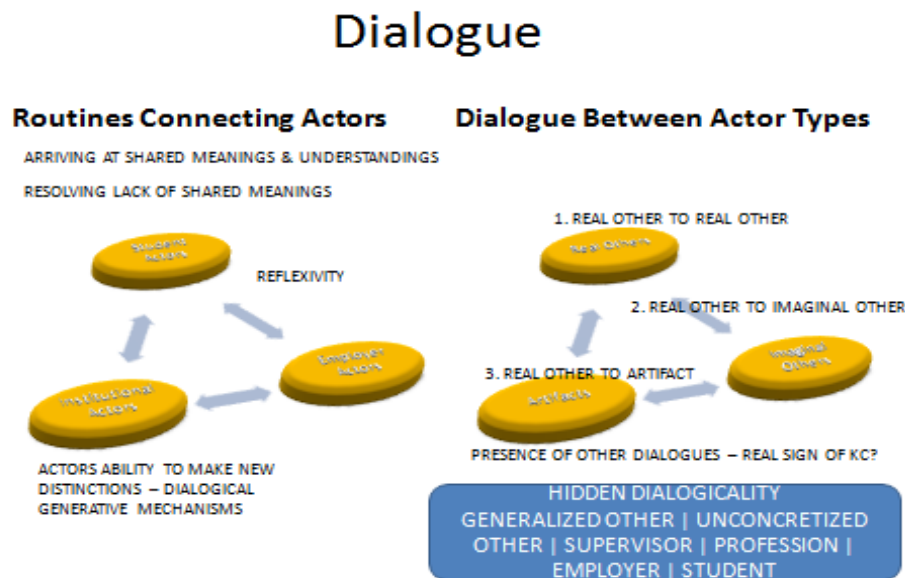 Dialogue
Routines Connecting Actors
ARRIVING AT SHARED MEANINGS & UNDERSTANDINGS
RESOLVING LACK OF SHARED MEANINGS
Student
Actors
REFLEXIVITY
Employer
Actors
Institutional
Actors
ACTORS ABILITY TO MAKE NEW
DISTINCTIONS – DIALOGICAL
GENERATIVE MECHANISMS
Dialogue Between Actor Types
1. REAL OTHER TO REAL OTHER
Real Others
2. REAL OTHER TO IMAGINAL OTHER
Imaginal
Others
3. REAL OTHER TO ARTIFACT
Artifacts
PRESENCE OF OTHER DIALOGUES – REAL SIGN OF KC?
HIDDEN DIALOGICALITY
GENERALIZED OTHER | UNCONCRETIZED
OTHER | SUPERVISOR | PROFESSION |
EMPLOYER | STUDENT